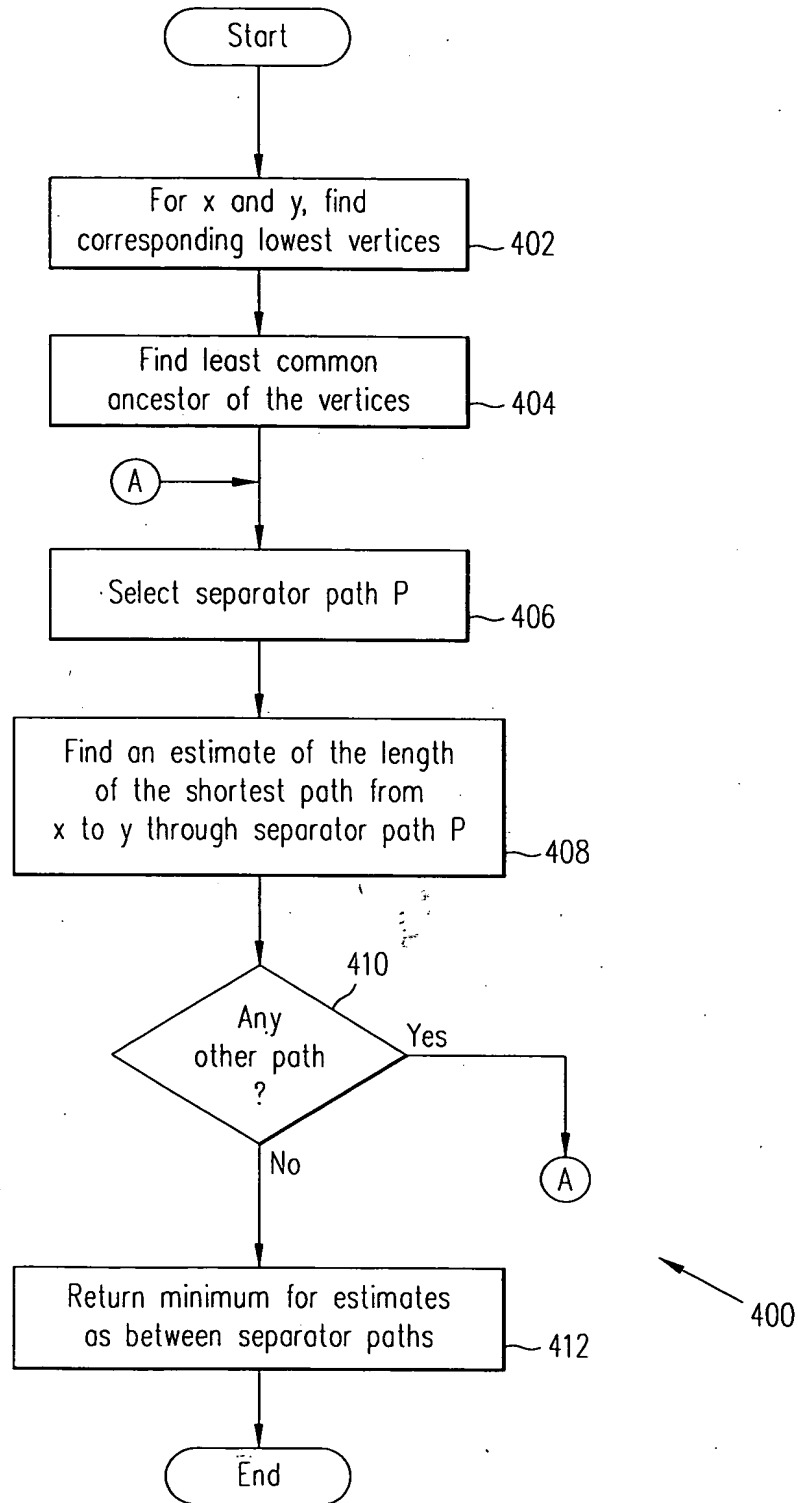 Start
For x and y, find
corresponding lowest vertices
402
Find least common
ancestor of the vertices
404
A
Select separator path P
406
Find an estimate of the length
of the shortest path from
x to y through separator path P
408
410
Any
other path
?
Yes
No
A
Return minimum for estimates
as between separator paths
412
400
End